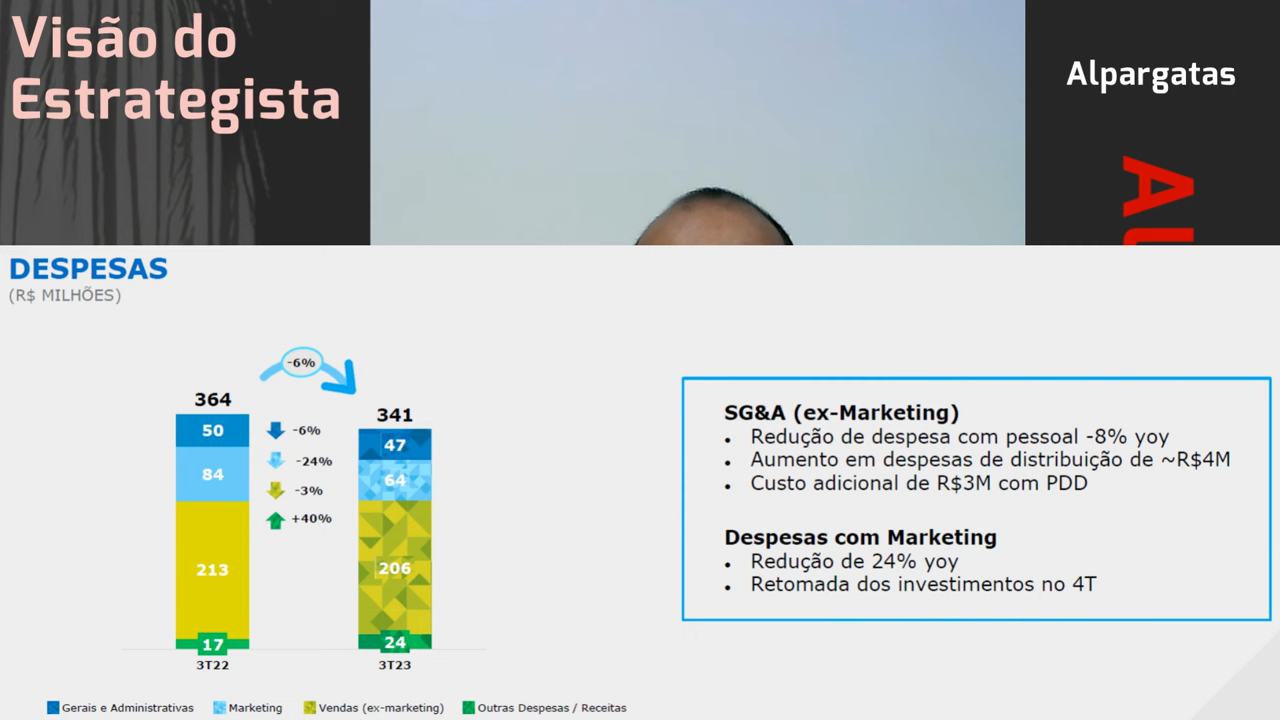 Visão do
Estrategista
Alpargatas
DESPESAS
(R$ MILHÕES)
-6%
364
341
50
-6%
47
84
-24%
64
-3%
+40%
213
206
17
24
3T22
3T23
Gerais e Administrativas
Marketing
Vendas (ex-marketing)
Outras Despesas / Receitas
SG&A (ex-Marketing)
• Redução de despesa com pessoal -8% yoy
• Aumento em despesas de distribuição de ~R$4M
• Custo adicional de R$3M com PDD
Despesas com Marketing
• Redução de 24% yoy
• Retomada dos investimentos no 4T